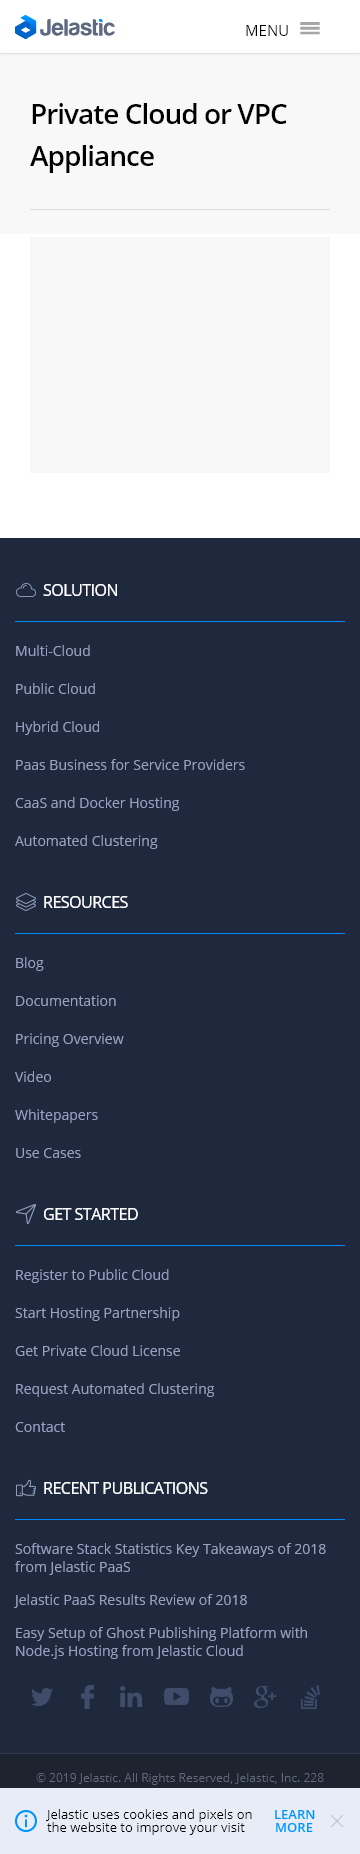 Jelastic
MENU
Private Cloud or VPC
Appliance
SOLUTION
Multi-Cloud
Public Cloud
Hybrid Cloud
Paas Business for Service Providers
CaaS and Docker Hosting
Automated Clustering
RESOURCES
Blog
Documentation
Pricing Overview
Video
Whitepapers
Use Cases
GET STARTED
Register to Public Cloud
Start Hosting Partnership
Get Private Cloud License
Request Automated Clustering
Contact
RECENT PUBLICATIONS
Software Stack Statistics Key Takeaways of 2018
from Jelastic PaaS
Jelastic PaaS Results Review of 2018
Easy Setup of Ghost Publishing Platform with
Node.js Hosting from Jelastic Cloud
© 2019 Jelastic. All Rights Reserved, Jelastic, Inc. 228
Jelastic uses cookies and pixels on
the website to improve your visit
LEARN
MORE